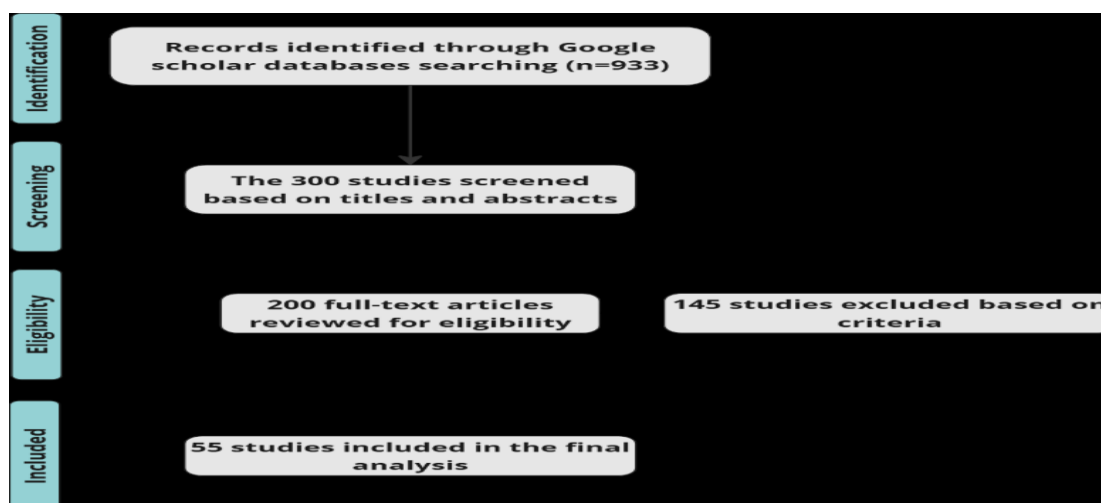 Identification
Records identified through Google
scholar databases searching (n=933)
Screening
The 300 studies screened
based on titles and abstracts
Eligibility
200 full-text articles
reviewed for eligibility
145 studies excluded based on
criteria
Included
55 studies included in the final
analysis